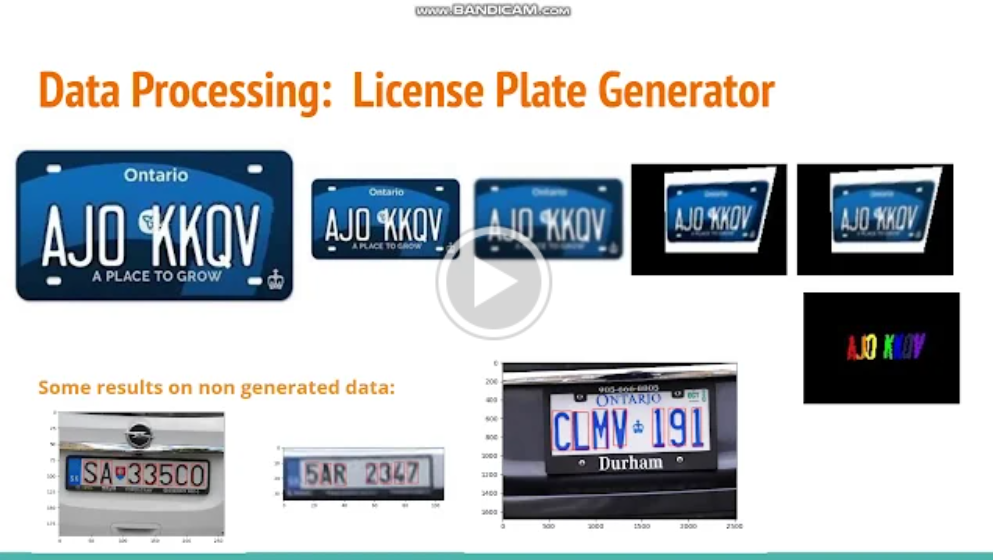 www.BANDICAM.com
Data Processing: License Plate Generator
Ontario
AJO KKQV
A PLACE TO GROW
Ontario
AJO KKQV
A PLACE TO GROW
Ontario
AJO KKQV
A PLACE TO GROW
AJO KKQV
A PLACE TO GROW
AJO KKQV
A PLACE TO GROW
AJO KKQV
Some results on non generated data:
SA 335CO
5AR 2347
905-666-8805
ONTARIO
CLMV 191
Durham
0
200
400
600
800
1000
1200
1400
1600
0 500 1000 1500 2000 2500